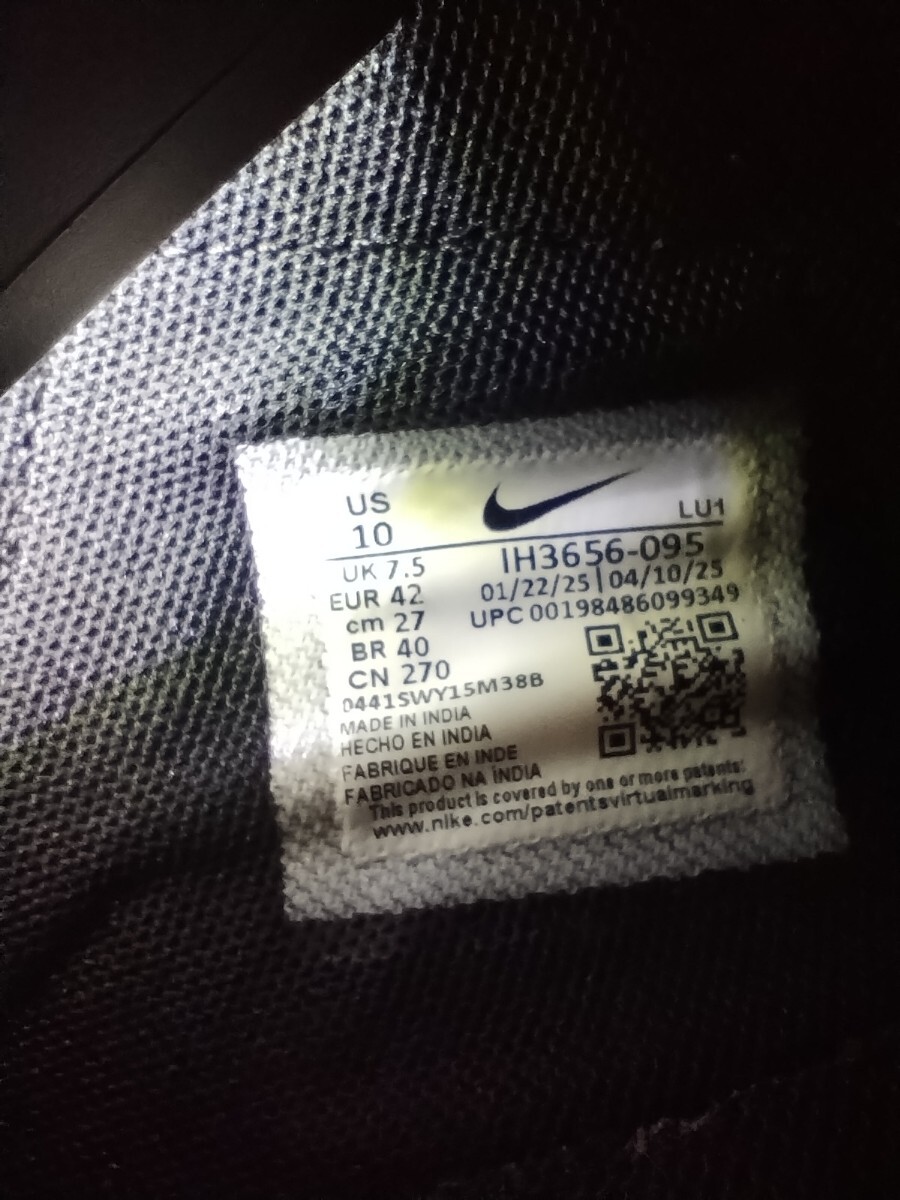 US
10
LU1
UK 7.5
EUR 42
cm 27
BR 40
CN 270
IH3656-095
01/22/25|04/10/25
UPC 00198486099349
0441SWY15M38B
MADE IN INDIA
HECHO EN INDIA
FABRIQUE EN INDE
FABRICADO NA ÍNDIA
This product is covered by one or more patents:
www.nike.com/patentsvirtualmarking